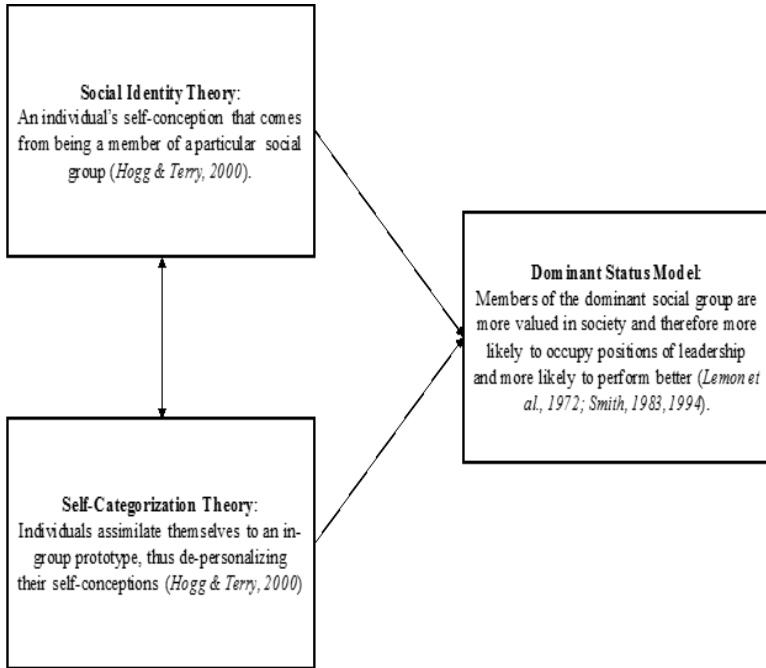 Social Identity Theory:
An individual's self-conception that comes
from being a member of a particular social
group (Hogg & Terry, 2000).
Dominant Status Model:
Members of the dominant social group are
more valued in society and therefore more
likely to occupy positions of leadership
and more likely to perform better (Lemon et
al., 1972; Smith, 1983, 1994).
Self-Categorization Theory:
Individuals assimilate themselves to an in-
group prototype, thus de-personalizing
their self-conceptions (Hogg & Terry, 2000)